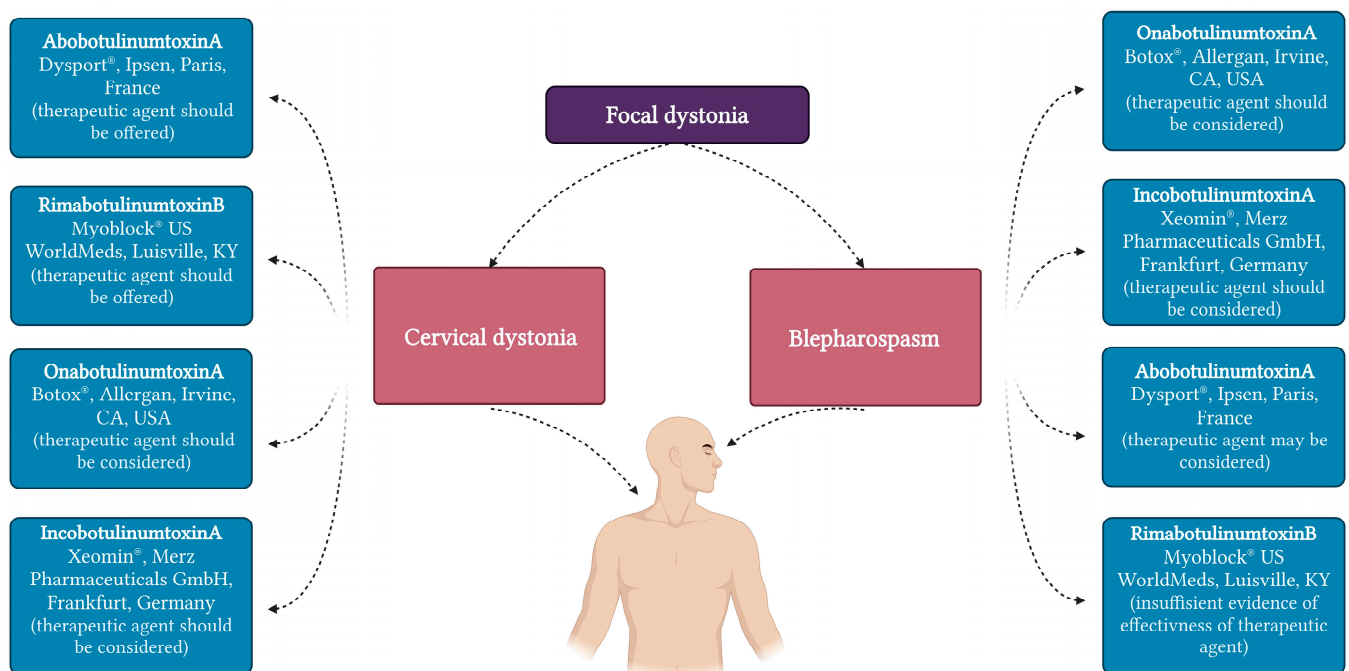 AbobotulinumtoxinA
Dysport®, Ipsen, Paris,
France
(therapeutic agent should
be offered)
RimabotulinumtoxinB
Myoblock® US
WorldMeds, Luisville, KY
(therapeutic agent should
be offered)
OnabotulinumtoxinA
Botox®, Allergan, Irvine,
CA, USA
(therapeutic agent should
be considered)
IncobotulinumtoxinA
Xeomin®, Merz
Pharmaceuticals GmbH,
Frankfurt, Germany
(therapeutic agent should
be considered)
Focal dystonia
Cervical dystonia
Blepharospasm
OnabotulinumtoxinA
Botox®, Allergan, Irvine,
CA, USA
(therapeutic agent should
be considered)
IncobotulinumtoxinA
Xeomin®, Merz
Pharmaceuticals GmbH,
Frankfurt, Germany
(therapeutic agent should
be considered)
AbobotulinumtoxinA
Dysport®, Ipsen, Paris,
France
(therapeutic agent may be
considered)
RimabotulinumtoxinB
Myoblock® US
WorldMeds, Luisville, KY
(insuffisient evidence of
effectivness of therapeutic
agent)